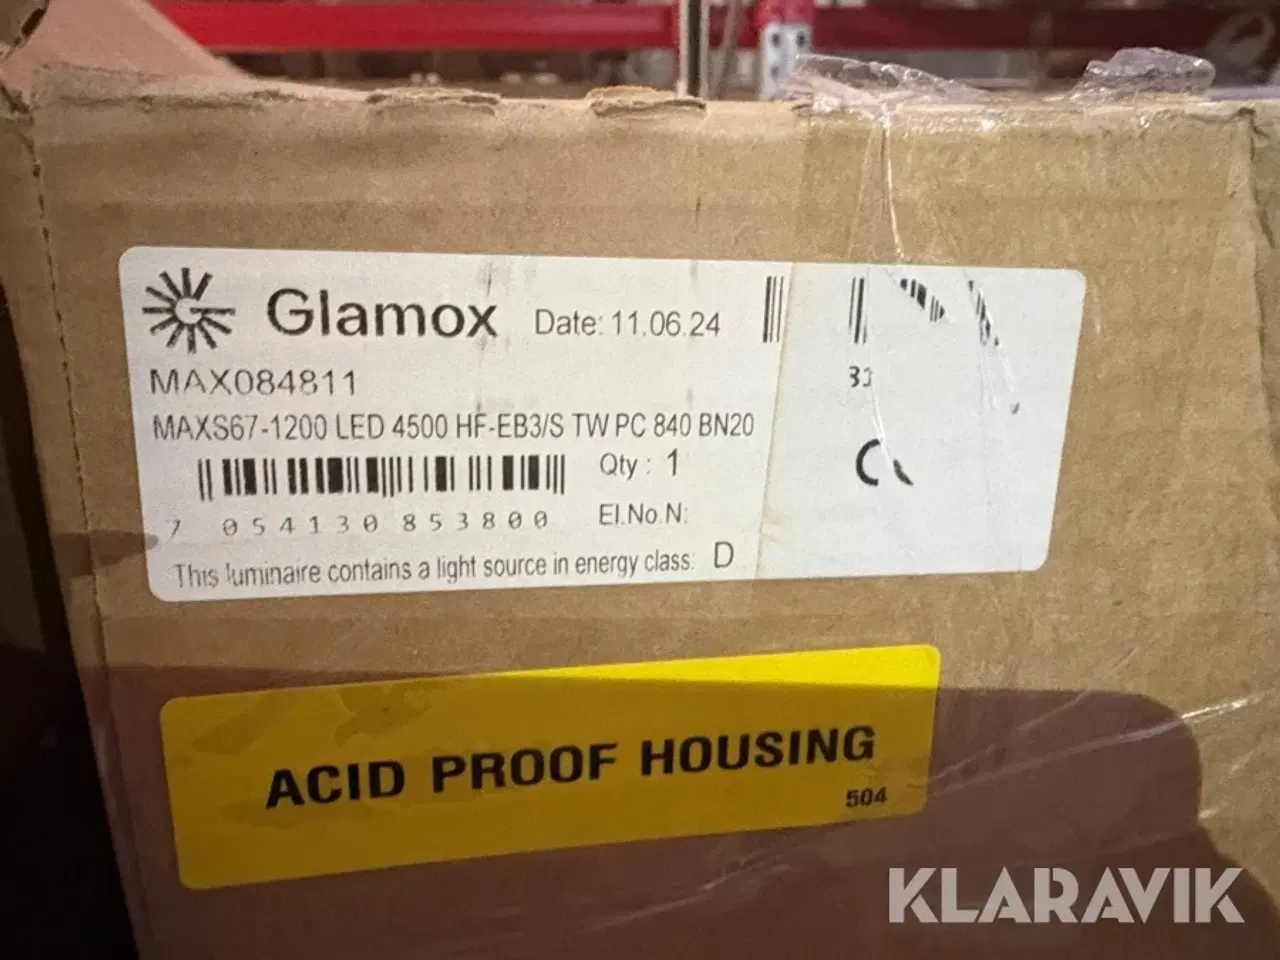 Glamox Date: 11.06.24
MAX084811
MAXS67-1200 LED 4500 HF-EB3/S TW PC 840 BN20
Qty : 1
7 054130 853800
El.No.N:
This luminaire contains a light source in energy class: D
ACID PROOF HOUSING
504
KLARAVIK